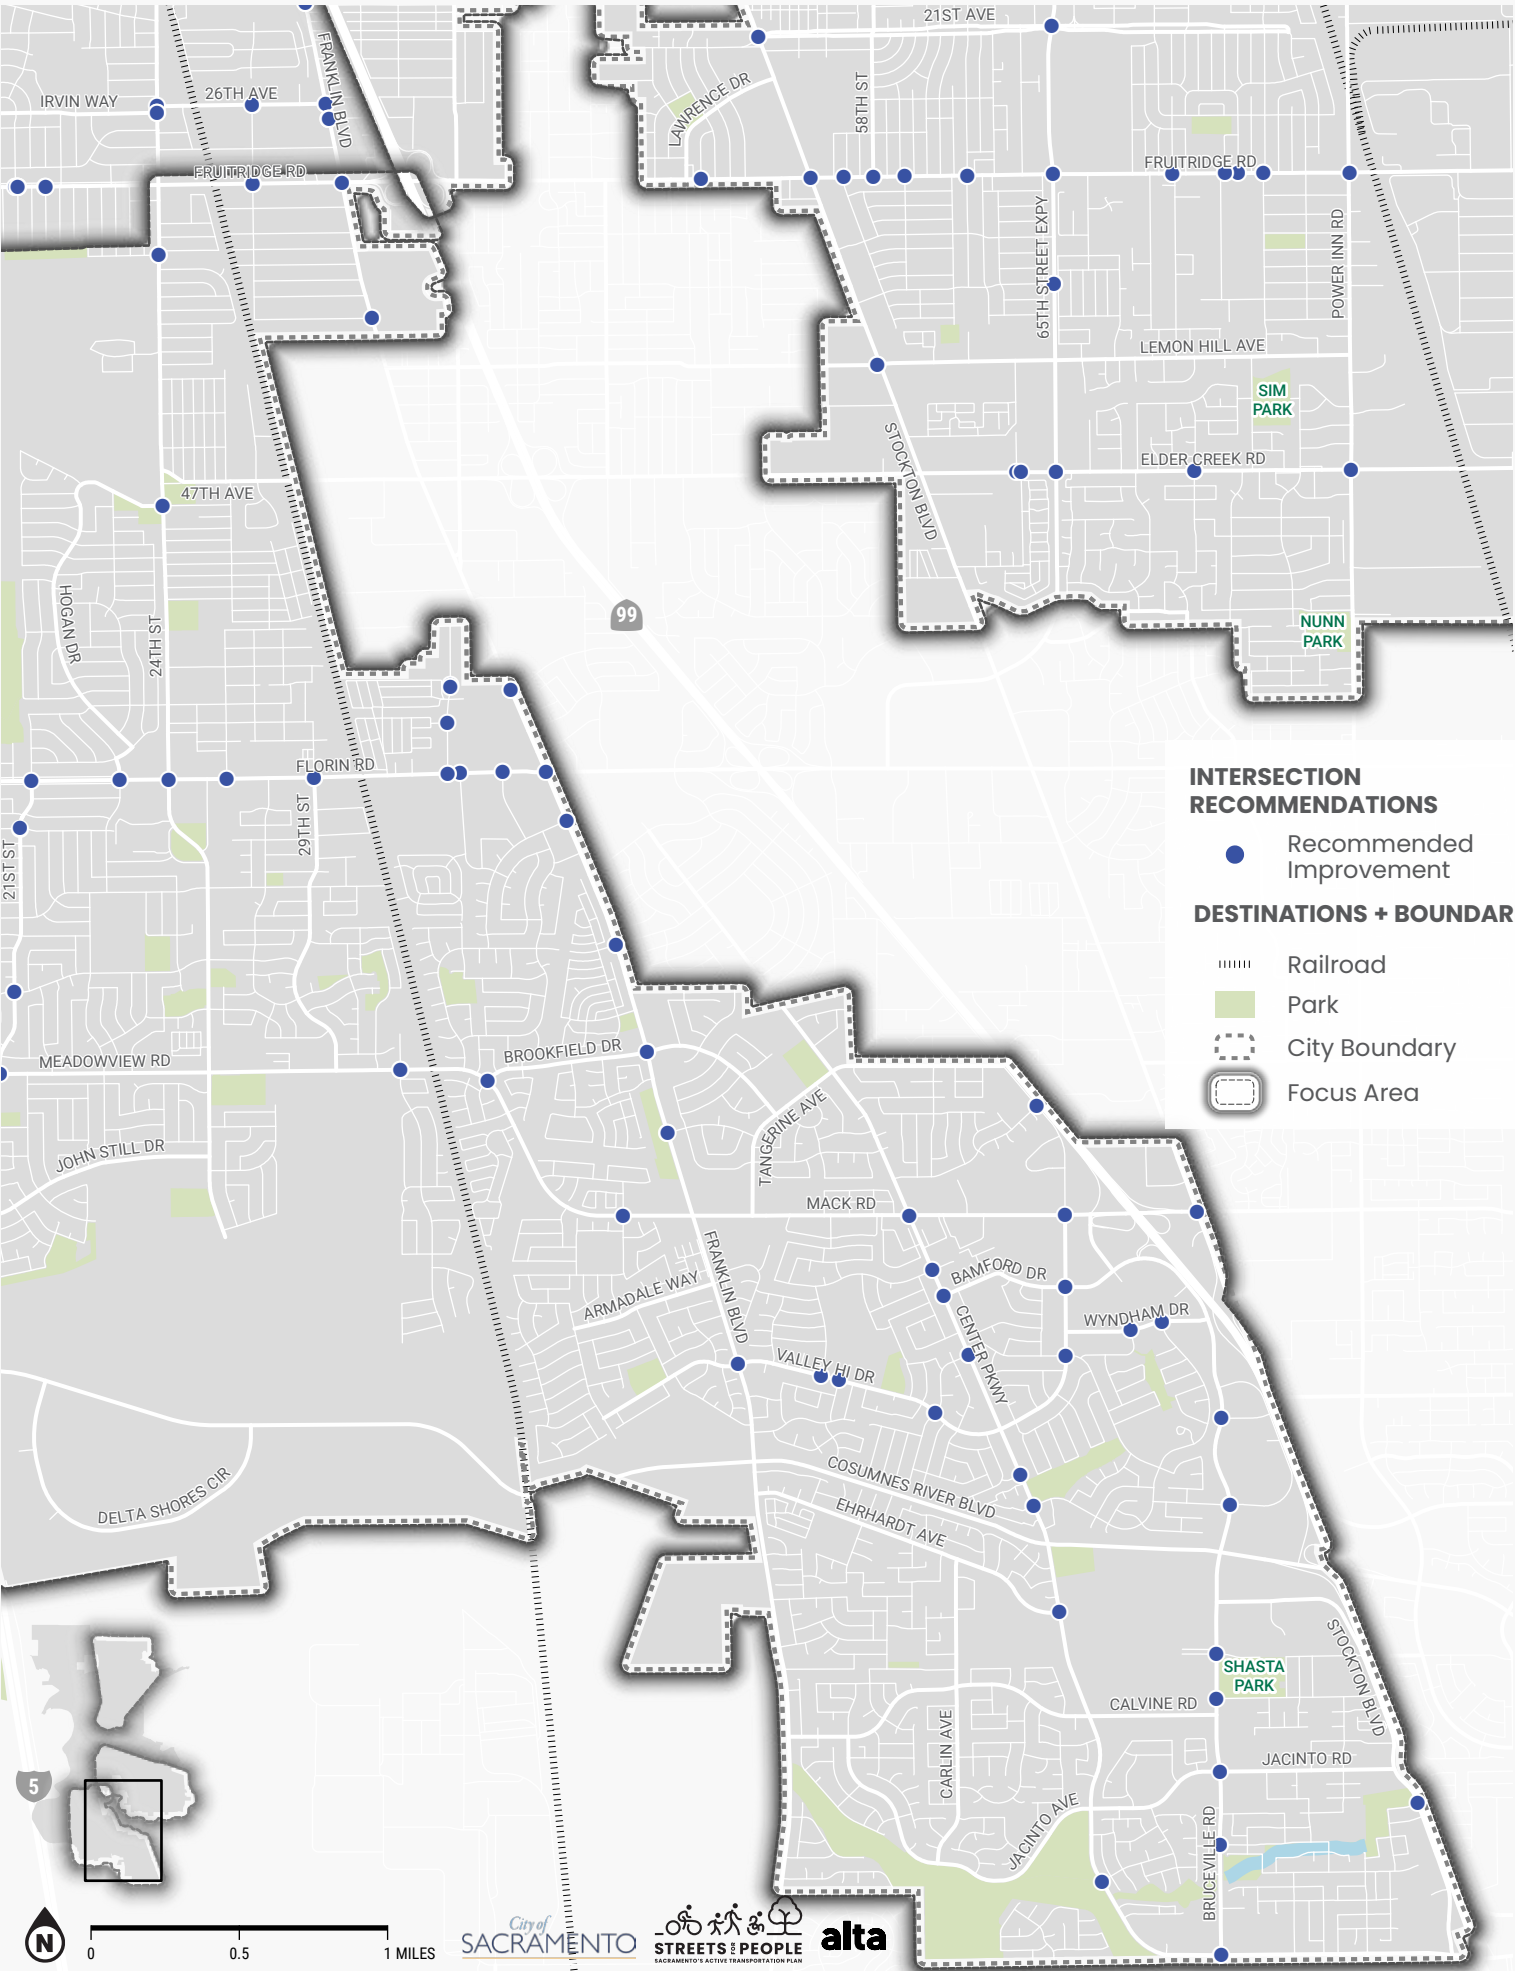 21ST AVE
FRANKLIN BLVD
LAWRENCE DR
58TH ST
IRVIN WAY
26TH AVE
FRUITRIDGE RD
FRUITRIDGE RD
65TH STREET EXPY
POWER INN RD
LEMON HILL AVE
SIM
PARK
STOCKTON BLVD
ELDER CREEK RD
47TH AVE
HOGAN DR
24TH ST
99
NUNN
PARK
FLORIN RD
29TH ST
21ST ST
INTERSECTION
RECOMMENDATIONS
Recommended
Improvement
DESTINATIONS + BOUNDAR
Railroad
Park
City Boundary
Focus Area
MEADOWVIEW RD
BROOKFIELD DR
TANGERINE AVE
JOHN STILL DR
MACK RD
FRANKLIN BLVD
BAMFORD DR
ARMADALE WAY
CENTER PKWY
WYNDHAM DR
VALLEY HI DR
COSUMNES RIVER BLVD
DELTA SHORES CIR
EHRHARDT AVE
STOCKTON BLVD
SHASTA
PARK
CALVINE RD
CARLIN AVE
JACINTO RD
5
JACINTO AVE
BRUCEVILLE RD
N
0 0.5 1 MILES
City of
SACRAMENTO
STREETS FOR PEOPLE
SACRAMENTO'S ACTIVE TRANSPORTATION PLAN
alta